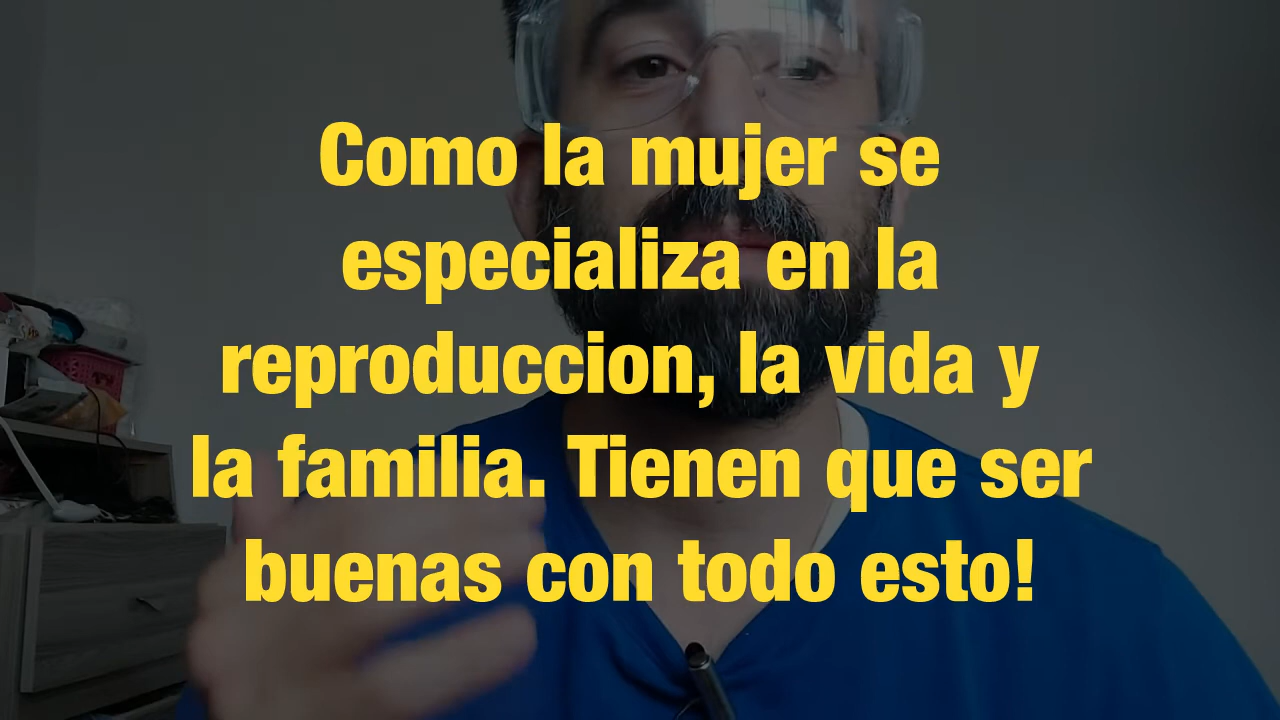 Como la mujer se
especializa en la
reproduccion, la vida y
la familia. Tienen que ser
buenas con todo esto!